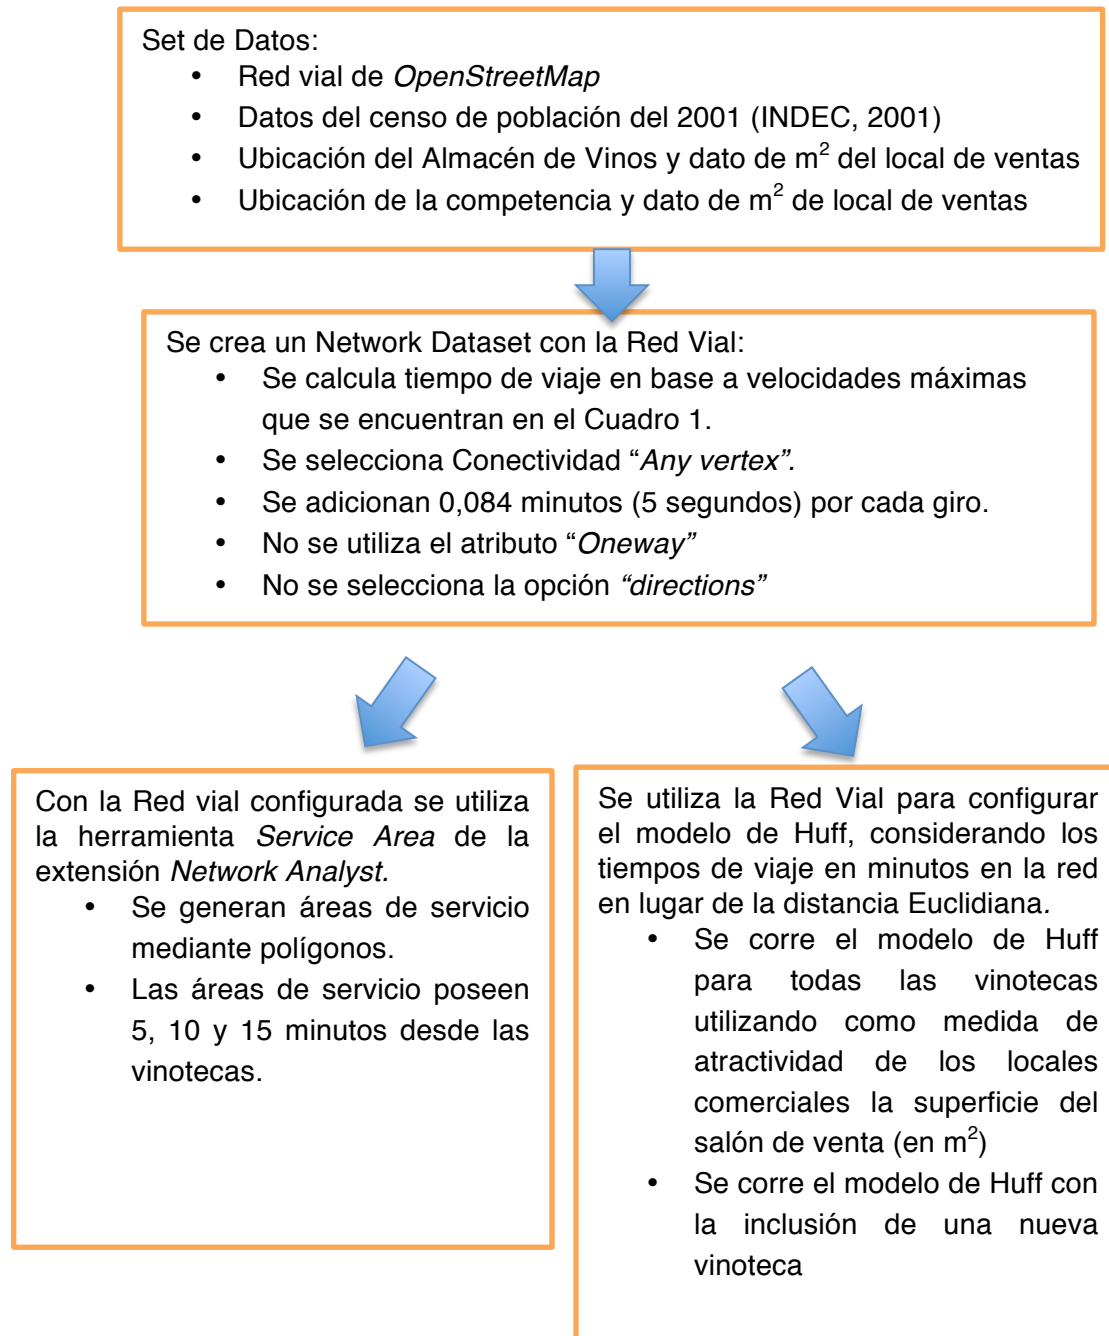 Set de Datos:
• Red vial de OpenStreetMap
• Datos del censo de población del 2001 (INDEC, 2001)
• Ubicación del Almacén de Vinos y dato de m² del local de ventas
• Ubicación de la competencia y dato de m² de local de ventas
Se crea un Network Dataset con la Red Vial:
• Se calcula tiempo de viaje en base a velocidades máximas
que se encuentran en el Cuadro 1.
• Se selecciona Conectividad “Any vertex”.
• Se adicionan 0,084 minutos (5 segundos) por cada giro.
• No se utiliza el atributo “Oneway”
• No se selecciona la opción “directions”
Con la Red vial configurada se utiliza
la herramienta Service Area de la
extensión Network Analyst.
• Se generan áreas de servicio
mediante polígonos.
• Las áreas de servicio poseen
5, 10 y 15 minutos desde las
vinotecas.
Se utiliza la Red Vial para configurar
el modelo de Huff, considerando los
tiempos de viaje en minutos en la red
en lugar de la distancia Euclidiana.
• Se corre el modelo de Huff
para todas las vinotecas
utilizando como medida de
atractividad de los locales
comerciales la superficie del
salón de venta (en m²)
• Se corre el modelo de Huff con
la inclusión de una nueva
vinoteca